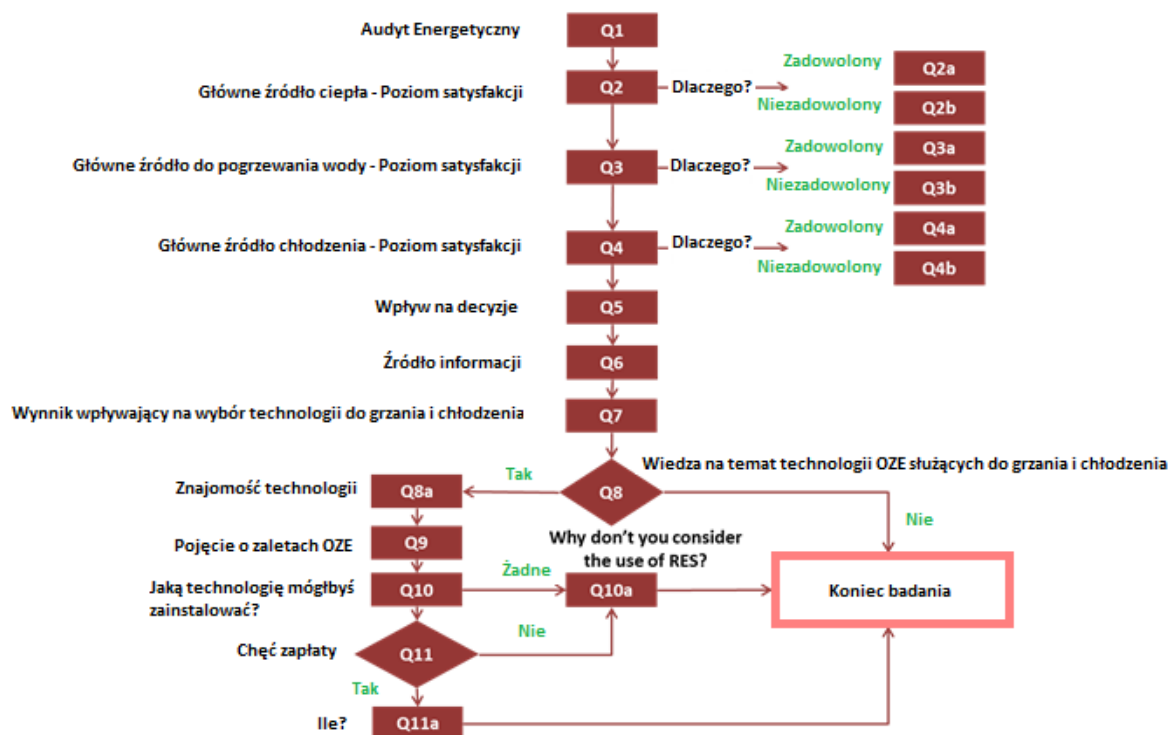 Audyt Energetyczny
Q1
Główne źródło ciepła - Poziom satysfakcji
Q2
Dlaczego?
Zadowolony
Q2a
Niezadowolony
Q2b
Główne źródło do pogrzewania wody - Poziom satysfakcji
Q3
Dlaczego?
Zadowolony
Q3a
Niezadowolony
Q3b
Główne źródło chłodzenia - Poziom satysfakcji
Q4
Dlaczego?
Zadowolony
Q4a
Niezadowolony
Q4b
Wpływ na decyzje
Q5
Źródło informacji
Q6
Wynnik wpływający na wybór technologii do grzania i chłodzenia
Q7
Wiedza na temat technologii OZE służących do grzania i chłodzenia
Q8
Tak
Nie
Znajomość technologii
Q8a
Pojęcie o zaletach OZE
Q9
Why don't you consider
the use of RES?
Jaką technologię mógłbyś
zainstalować?
Q10
Żadne
Q10a
Koniec badania
Chęć zapłaty
Q11
Nie
Tak
Ile?
Q11a